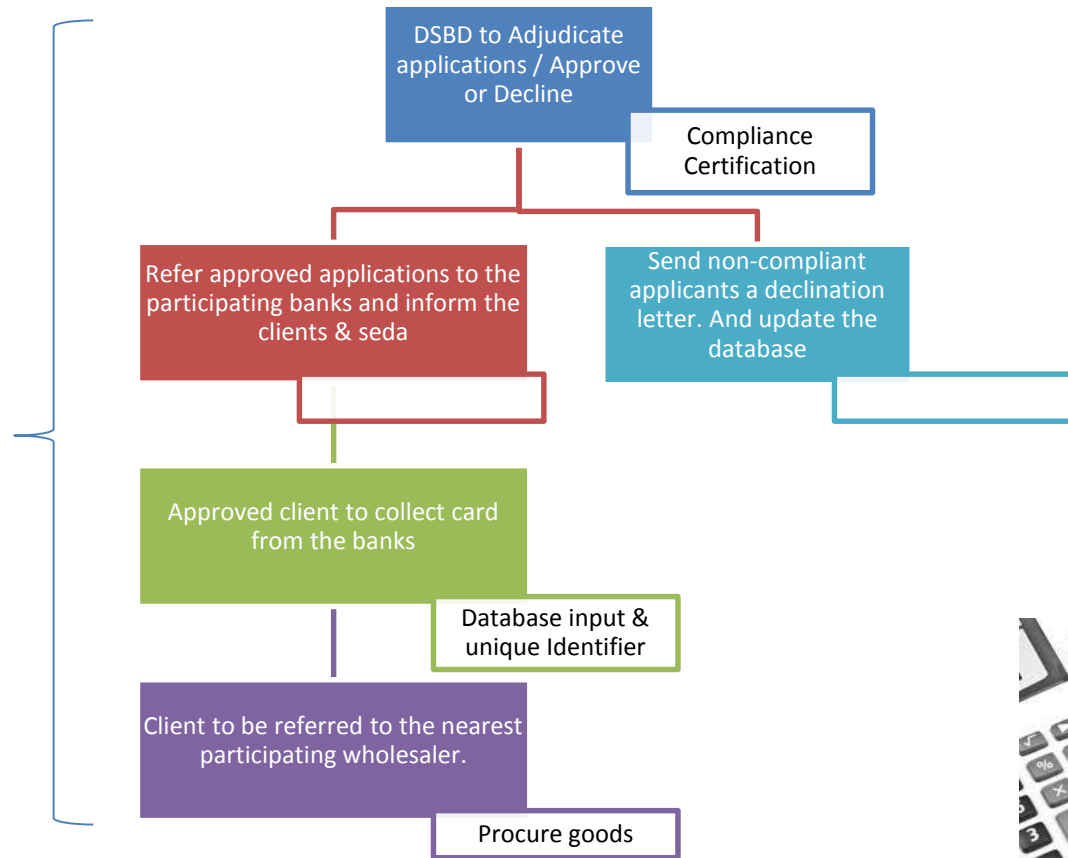 DSBD to Adjudicate
applications / Approve
or Decline
Compliance
Certification
Refer approved applications to the
participating banks and inform the
clients & seda
Send non-compliant
applicants a declination
letter. And update the
database
Approved client to collect card
from the banks
Database input &
unique Identifier
Client to be referred to the nearest
participating wholesaler.
Procure goods
√
%
×
3